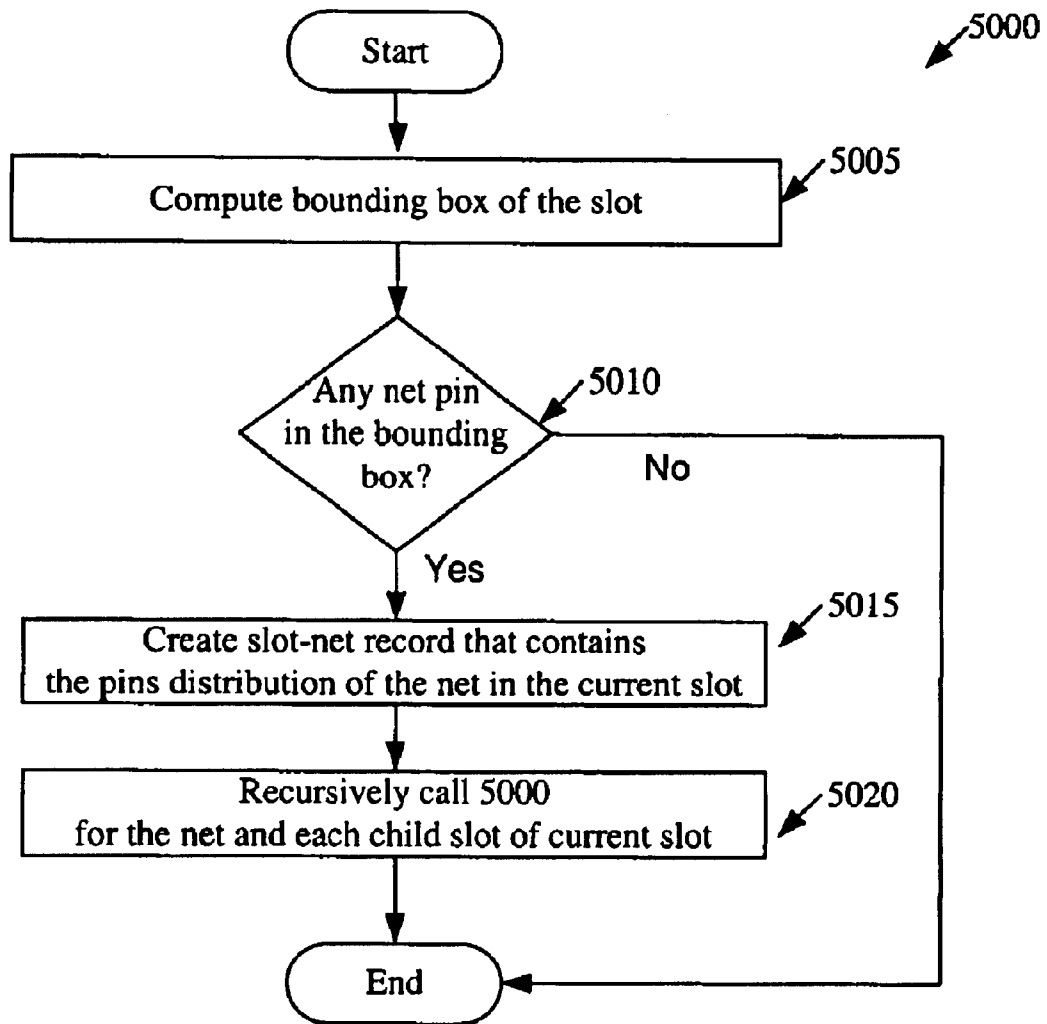 5000
Start
5005
Compute bounding box of the slot
5010
Any net pin
in the bounding
box?
No
Yes
5015
Create slot-net record that contains
the pins distribution of the net in the current slot
5020
Recursively call 5000
for the net and each child slot of current slot
End